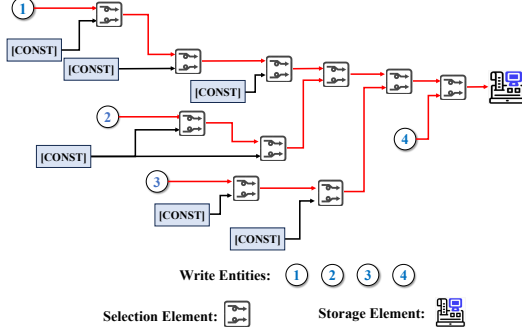 1
[CONST]
[CONST]
[CONST]
2
4
[CONST]
3
[CONST]
[CONST]
Write Entities: 1 2 3 4
Selection Element:
Storage Element: